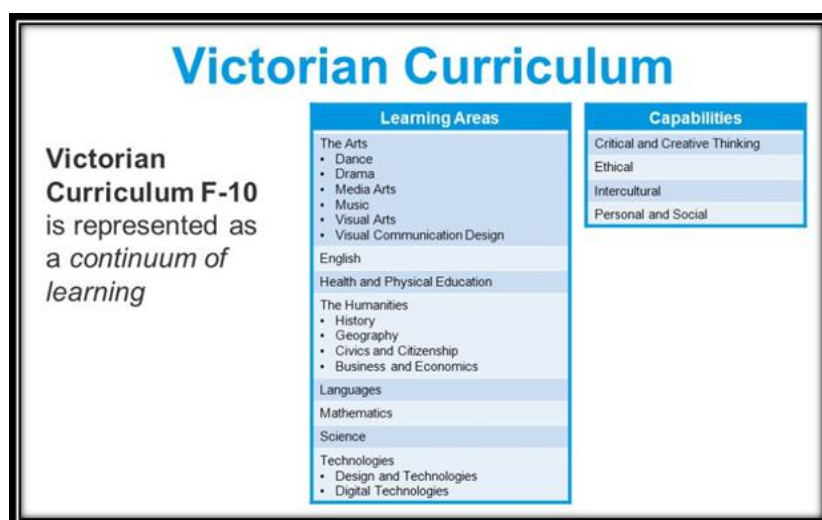 Victorian Curriculum
Victorian
Curriculum F-10
is represented as
a continuum of
learning
Learning Areas
The Arts
• Dance
• Drama
• Media Arts
• Music
• Visual Arts
• Visual Communication Design
English
Health and Physical Education
The Humanities
• History
• Geography
• Civics and Citizenship
• Business and Economics
Languages
Mathematics
Science
Technologies
• Design and Technologies
• Digital Technologies
Capabilities
Critical and Creative Thinking
Ethical
Intercultural
Personal and Social